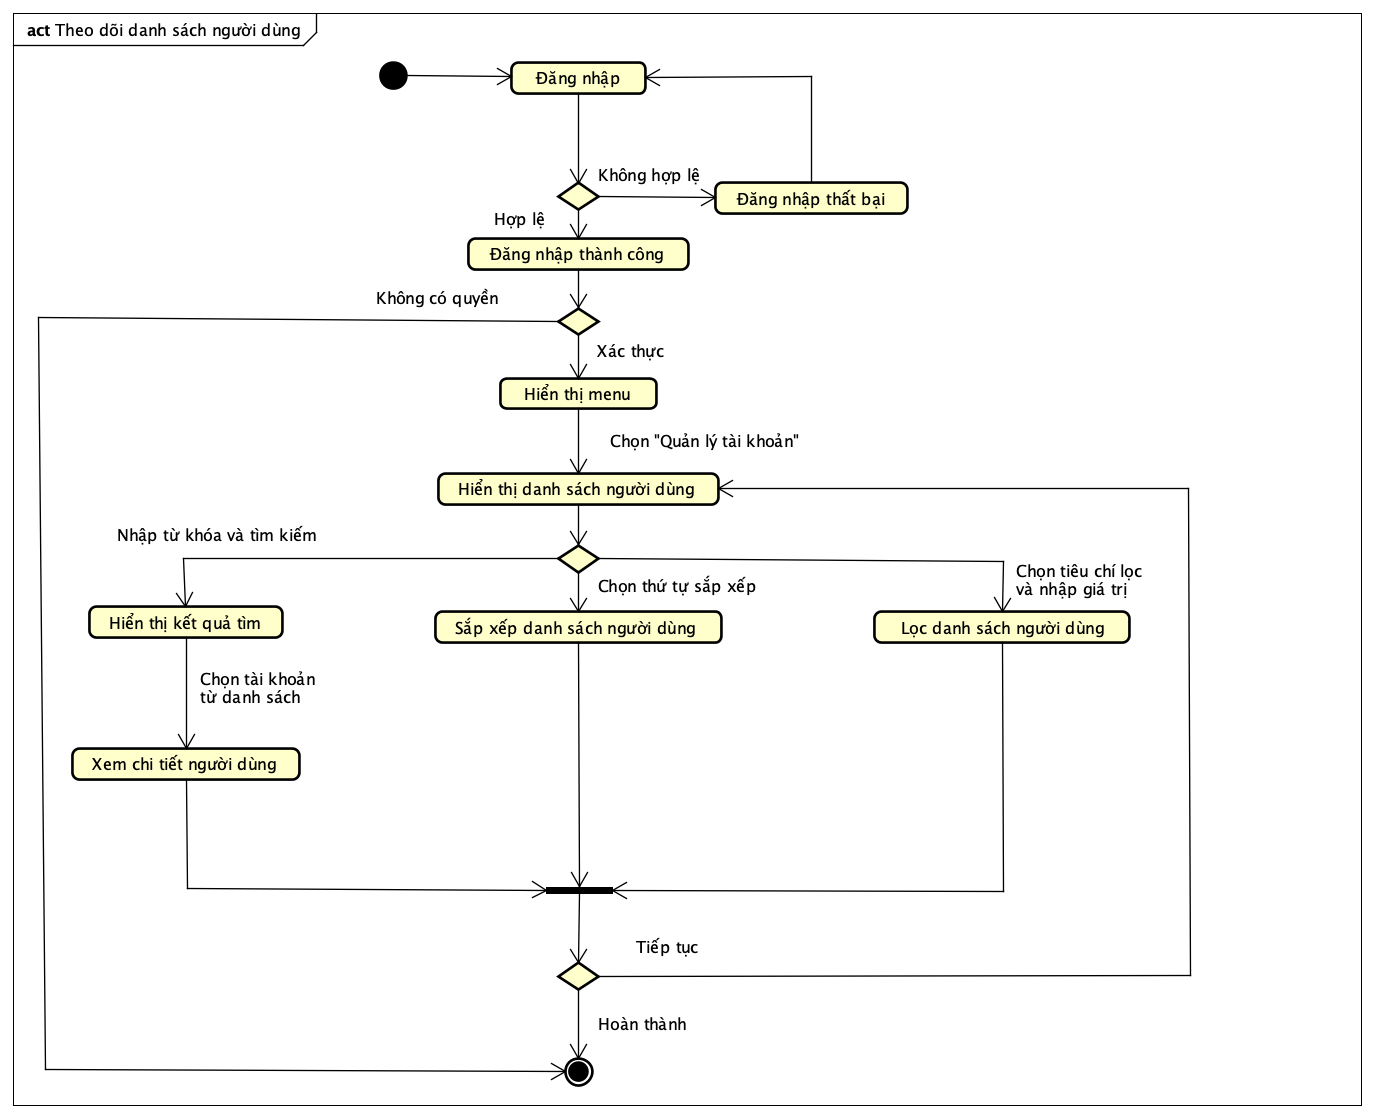 act Theo dõi danh sách người dùng
Đăng nhập
Không hợp lệ
Đăng nhập thất bại
Hợp lệ
Đăng nhập thành công
Không có quyền
Xác thực
Hiển thị menu
Chọn "Quản lý tài khoản"
Hiển thị danh sách người dùng
Nhập từ khóa và tìm kiếm
Chọn thứ tự sắp xếp
Chọn tiêu chí lọc
và nhập giá trị
Hiển thị kết quả tìm
Sắp xếp danh sách người dùng
Lọc danh sách người dùng
Chọn tài khoản
từ danh sách
Xem chi tiết người dùng
Tiếp tục
Hoàn thành